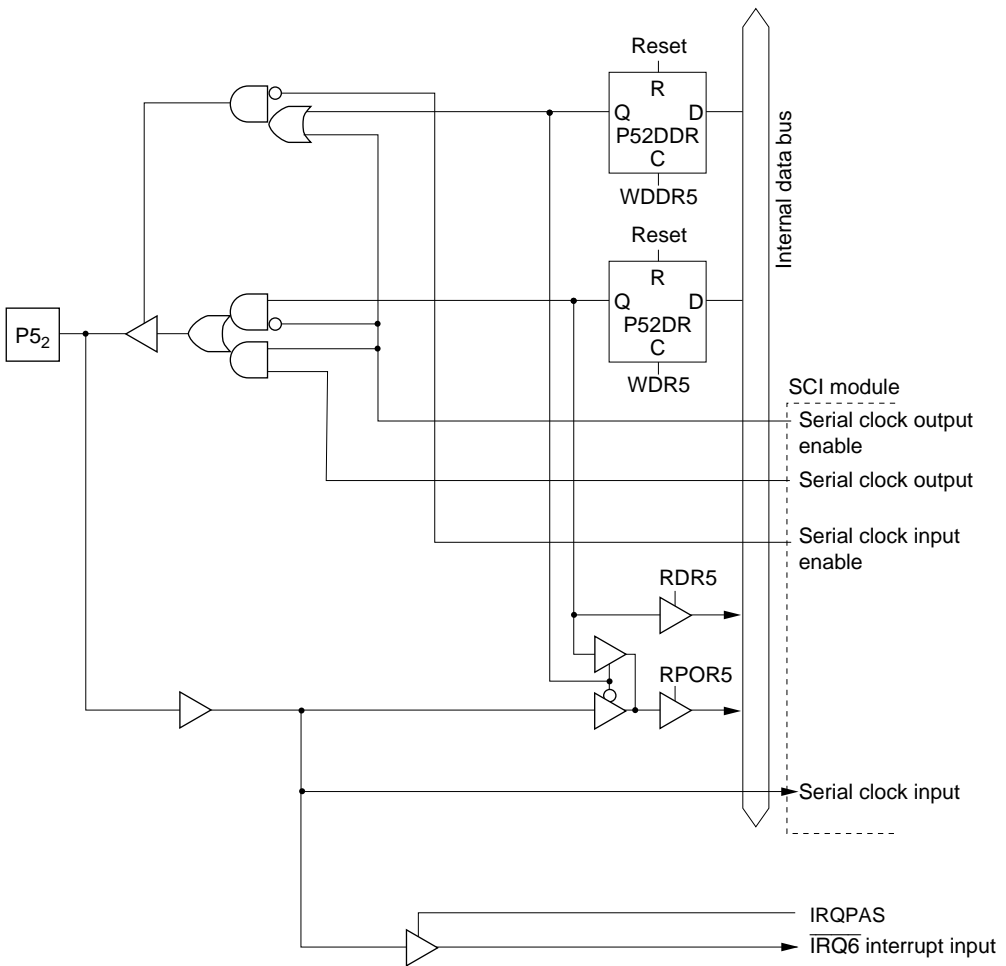 Reset
R
Q D
P52DDR
C
WDDR5
Internal data bus
Reset
R
Q D
P52DR
C
WDR5
P5₂
SCI module
Serial clock output
enable
Serial clock output
Serial clock input
enable
RDR5
RPOR5
Serial clock input
IRQPAS
I̅R̅Q̅6̅ interrupt input